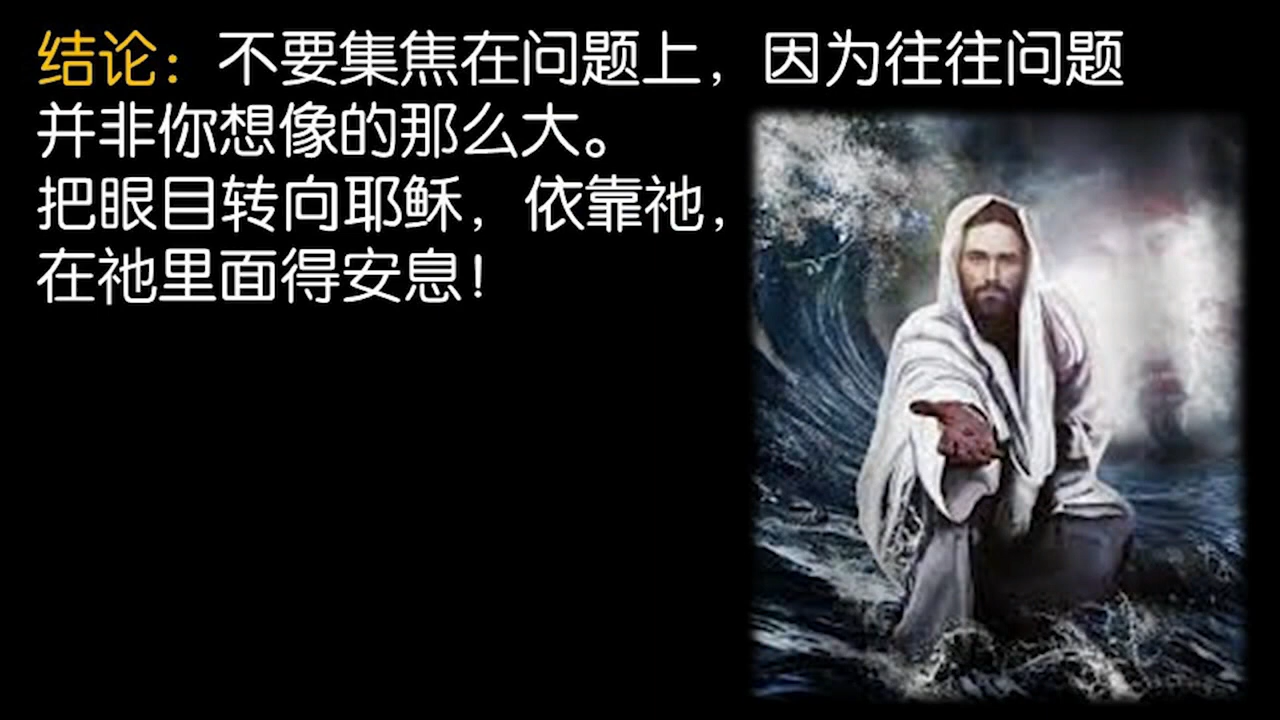 结论：不要集焦在问题上，因为往往问题
并非你想像的那么大。
把眼目转向耶稣，依靠祂，
在祂里面得安息！